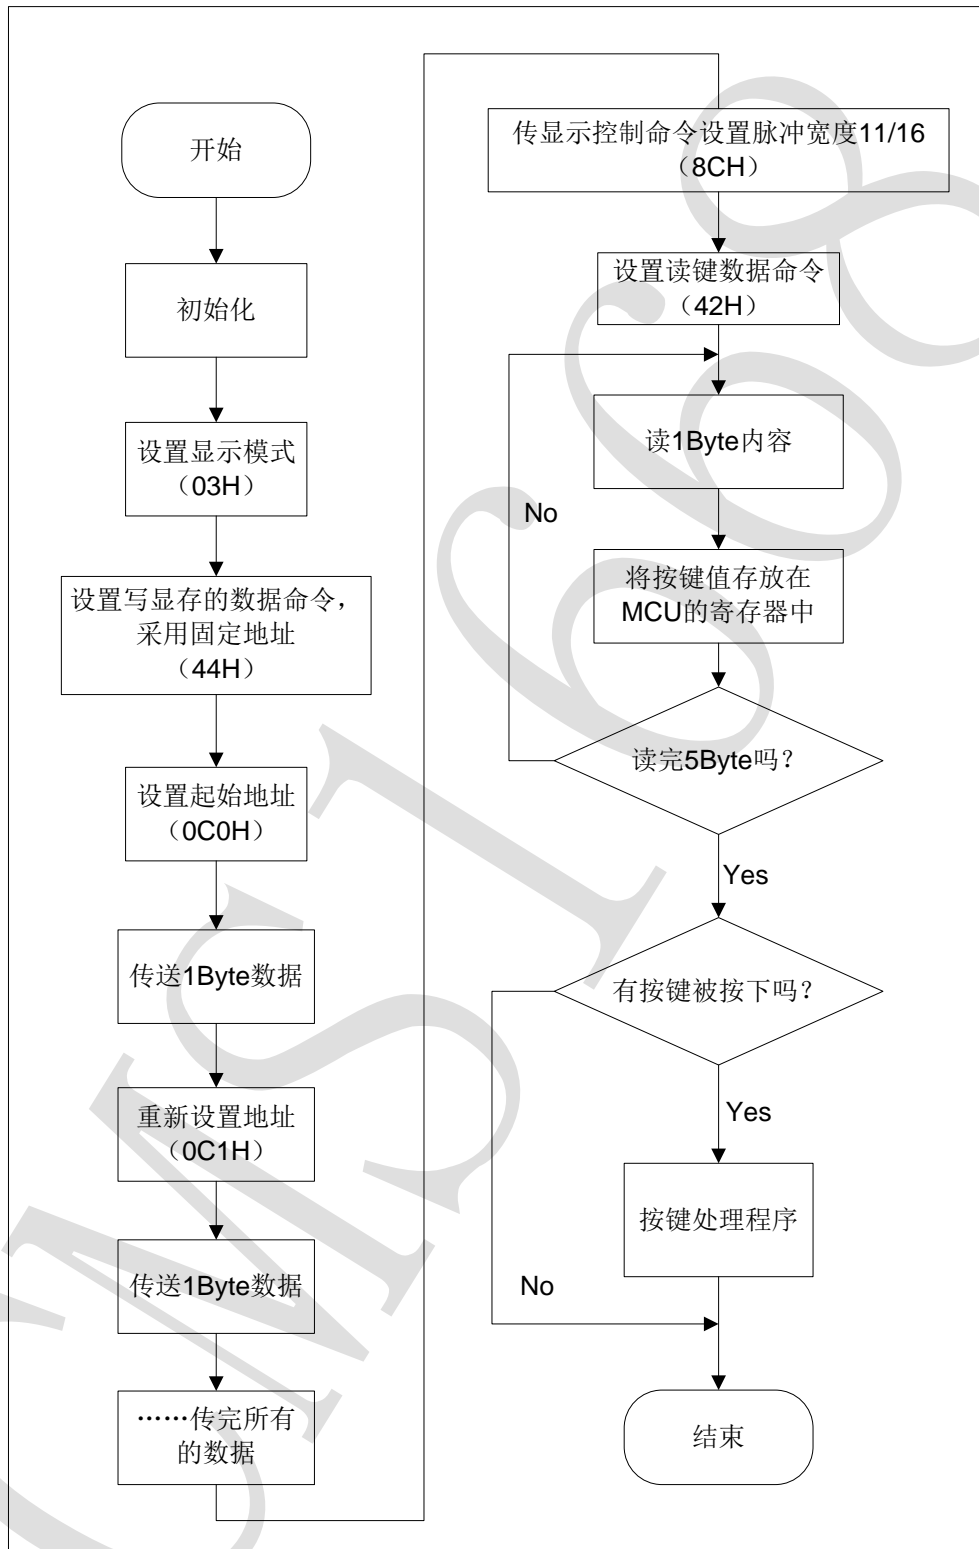 开始
初始化
设置显示模式
（03H）
设置写显存的数据命令，
采用固定地址
（44H）
设置起始地址
（0C0H）
传送1Byte数据
重新设置地址
（0C1H）
传送1Byte数据
……传完所有
的数据
传显示控制命令设置脉冲宽度11/16
（8CH）
设置读键数据命令
（42H）
读1Byte内容
No
将按键值存放在
MCU的寄存器中
读完5Byte吗？
Yes
有按键被按下吗？
Yes
按键处理程序
No
结束
CMS1668